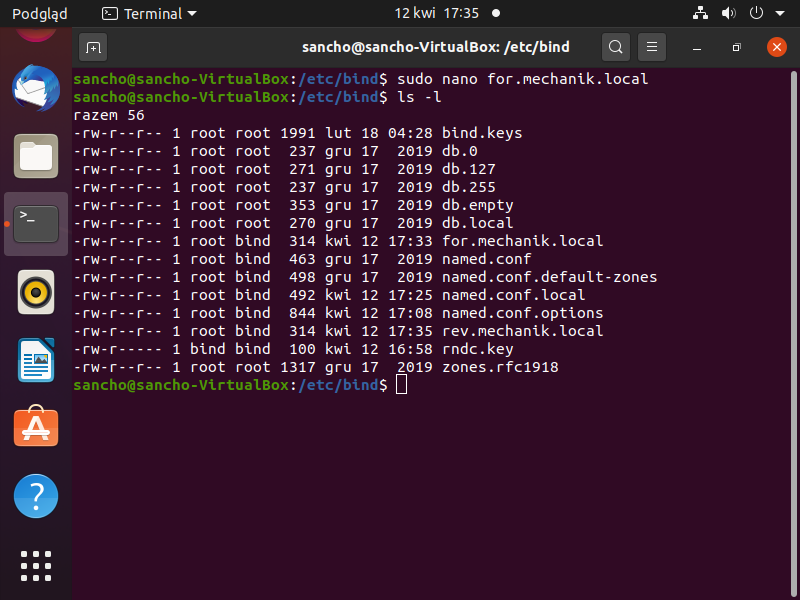 Podgląd Terminal 12 kwi 17:35
sancho@sancho-VirtualBox: /etc/bind
sancho@sancho-VirtualBox:/etc/bind$ sudo nano for.mechanik.local
sancho@sancho-VirtualBox:/etc/bind$ ls -l
razem 56
-rw-r--r-- 1 root root 1991 lut 18 04:28 bind.keys
-rw-r--r-- 1 root root  237 gru 17  2019 db.0
-rw-r--r-- 1 root root  271 gru 17  2019 db.127
-rw-r--r-- 1 root root  237 gru 17  2019 db.255
-rw-r--r-- 1 root root  353 gru 17  2019 db.empty
-rw-r--r-- 1 root root  270 gru 17  2019 db.local
-rw-r--r-- 1 root bind  314 kwi 12 17:33 for.mechanik.local
-rw-r--r-- 1 root bind  463 gru 17  2019 named.conf
-rw-r--r-- 1 root bind  498 gru 17  2019 named.conf.default-zones
-rw-r--r-- 1 root bind  492 kwi 12 17:25 named.conf.local
-rw-r--r-- 1 root bind  844 kwi 12 17:08 named.conf.options
-rw-r--r-- 1 root bind  314 kwi 12 17:35 rev.mechanik.local
-rw-r----- 1 bind bind  100 kwi 12 16:58 rndc.key
-rw-r--r-- 1 root root 1317 gru 17  2019 zones.rfc1918
sancho@sancho-VirtualBox:/etc/bind$